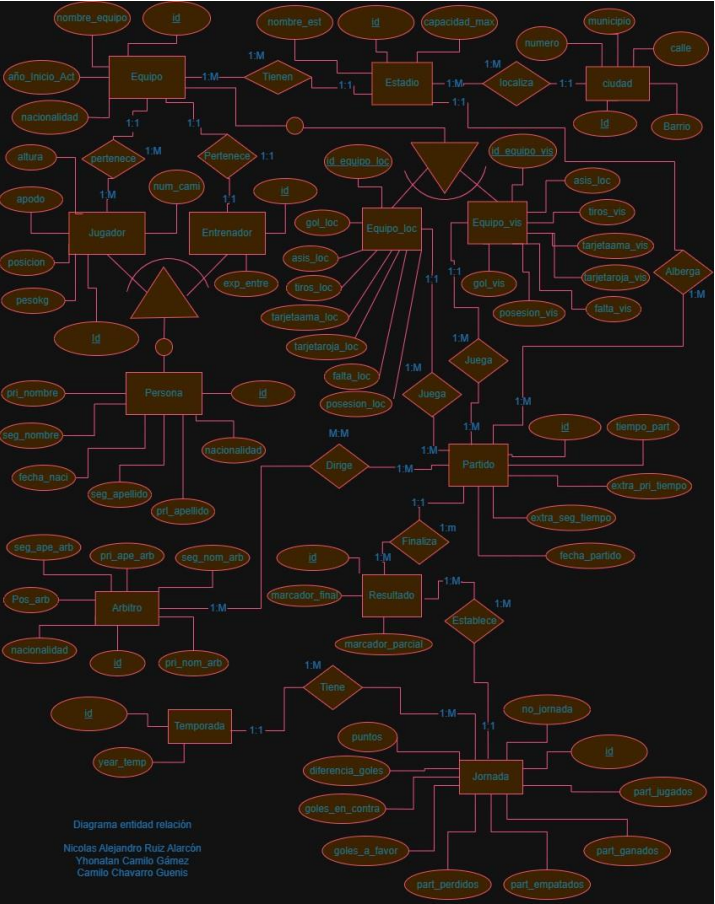 nombre_equipo
id
nombre_est
id
capacidad_max
municipio
numero
calle
año_Inicio_Act
Equipo
1:M
1:M
Tienen
1:1
Estadio
1:M
1:M
localiza
1:1
ciudad
nacionalidad
1:1
Id
Barrio
1:1
1:1
altura
pertenece
1:M
Pertenece
1:1
id_equipo_loc
id_equipo_vis
apodo
num_cami
id
asis_loc
1:M
1:1
Jugador
Entrenador
gol_loc
Equipo_loc
Equipo_vis
tiros_vis
posicion
asis_loc
tarjetaama_vis
pesokg
exp_entre
tiros_loc
1:1
1:1
gol_vis
tarjetaroja_vis
Alberga
1:M
tarjetaama_loc
posesion_vis
falta_vis
Id
tarjetaroja_loc
1:M
Juega
falta_loc
1:M
Juega
pri_nombre
Persona
id
posesion_loc
1:M
seg_nombre
1:M
id
tiempo_part
nacionalidad
M:M
1:M
fecha_naci
Dirige
1:M
Partido
seg_apellido
extra_pri_tiempo
prI_apellido
1:1
extra_seg_tiempo
1:m
Finaliza
seg_ape_arb
pri_ape_arb
seg_nom_arb
id
1:M
fecha_partido
Pos_arb
Arbitro
1:M
marcador_final
Resultado
1:M
1:M
Establece
nacionalidad
id
pri_nom_arb
marcador_parcial
1:M
Tiene
id
Temporada
1:1
1:M
1:1
no_jornada
puntos
id
year_temp
diferencia_goles
Jornada
part_jugados
goles_en_contra
Diagrama entidad relación
goles_a_favor
part_ganados
Nicolas Alejandro Ruiz Alarcón
Yhonatan Camilo Gámez
Camilo Chavarro Guenis
part_perdidos
part_empatados